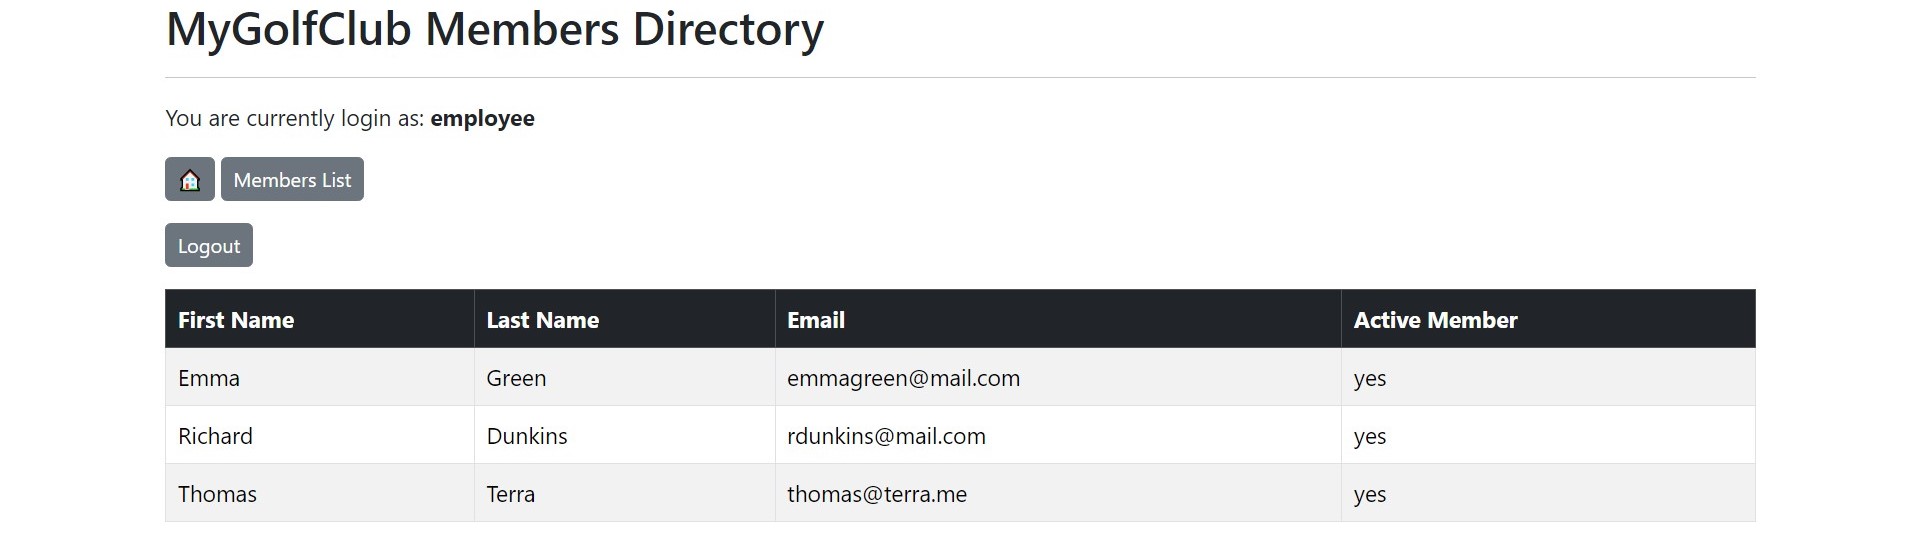 MyGolfClub Members Directory
You are currently login as: employee
Members List
Logout
First Name Last Name Email Active Member
Emma Green emmagreen@mail.com yes
Richard Dunkins rdunkins@mail.com yes
Thomas Terra thomas@terra.me yes